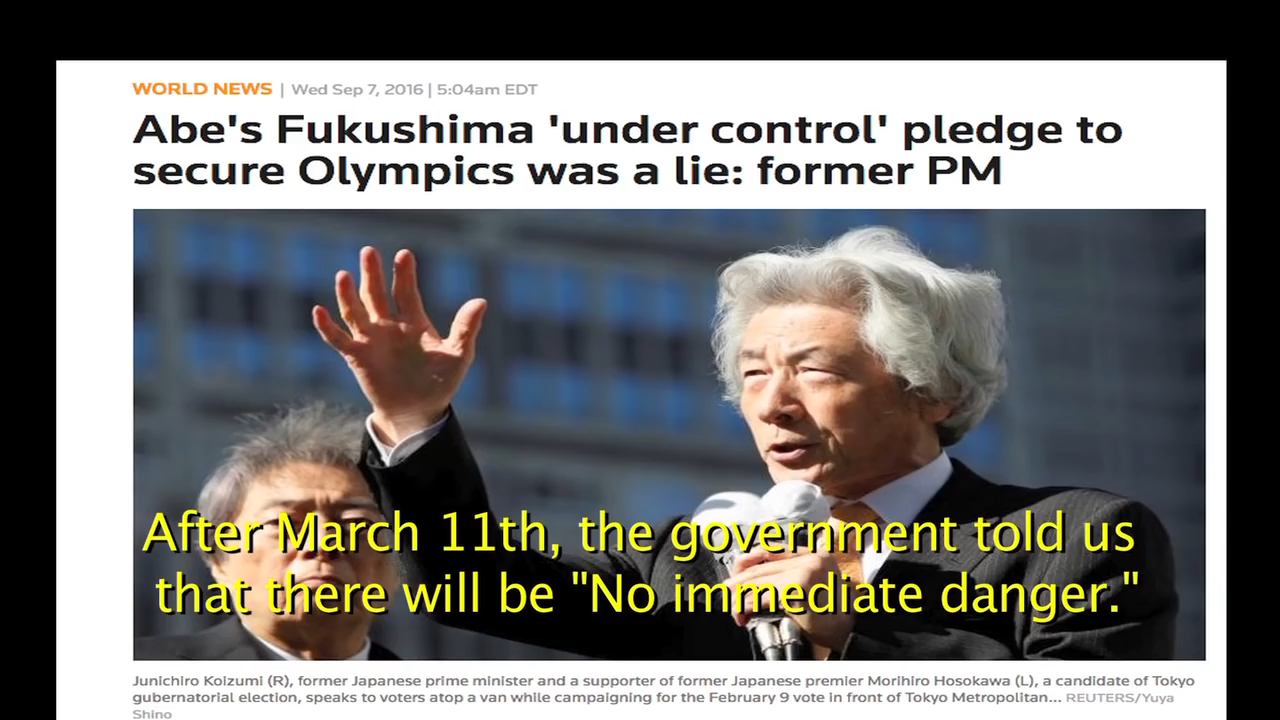 WORLD NEWS | Wed Sep 7, 2016 | 5:04am EDT
Abe's Fukushima 'under control' pledge to
secure Olympics was a lie: former PM
After March 11th, the government told us
that there will be "No immediate danger."
Junichiro Koizumi (R), former Japanese prime minister and a supporter of former Japanese premier Morihiro Hosokawa (L), a candidate of Tokyo
gubernatorial election, speaks to voters atop a van while campaigning for the February 9 vote in front of Tokyo Metropolitan... REUTERS/Yuya
Shino